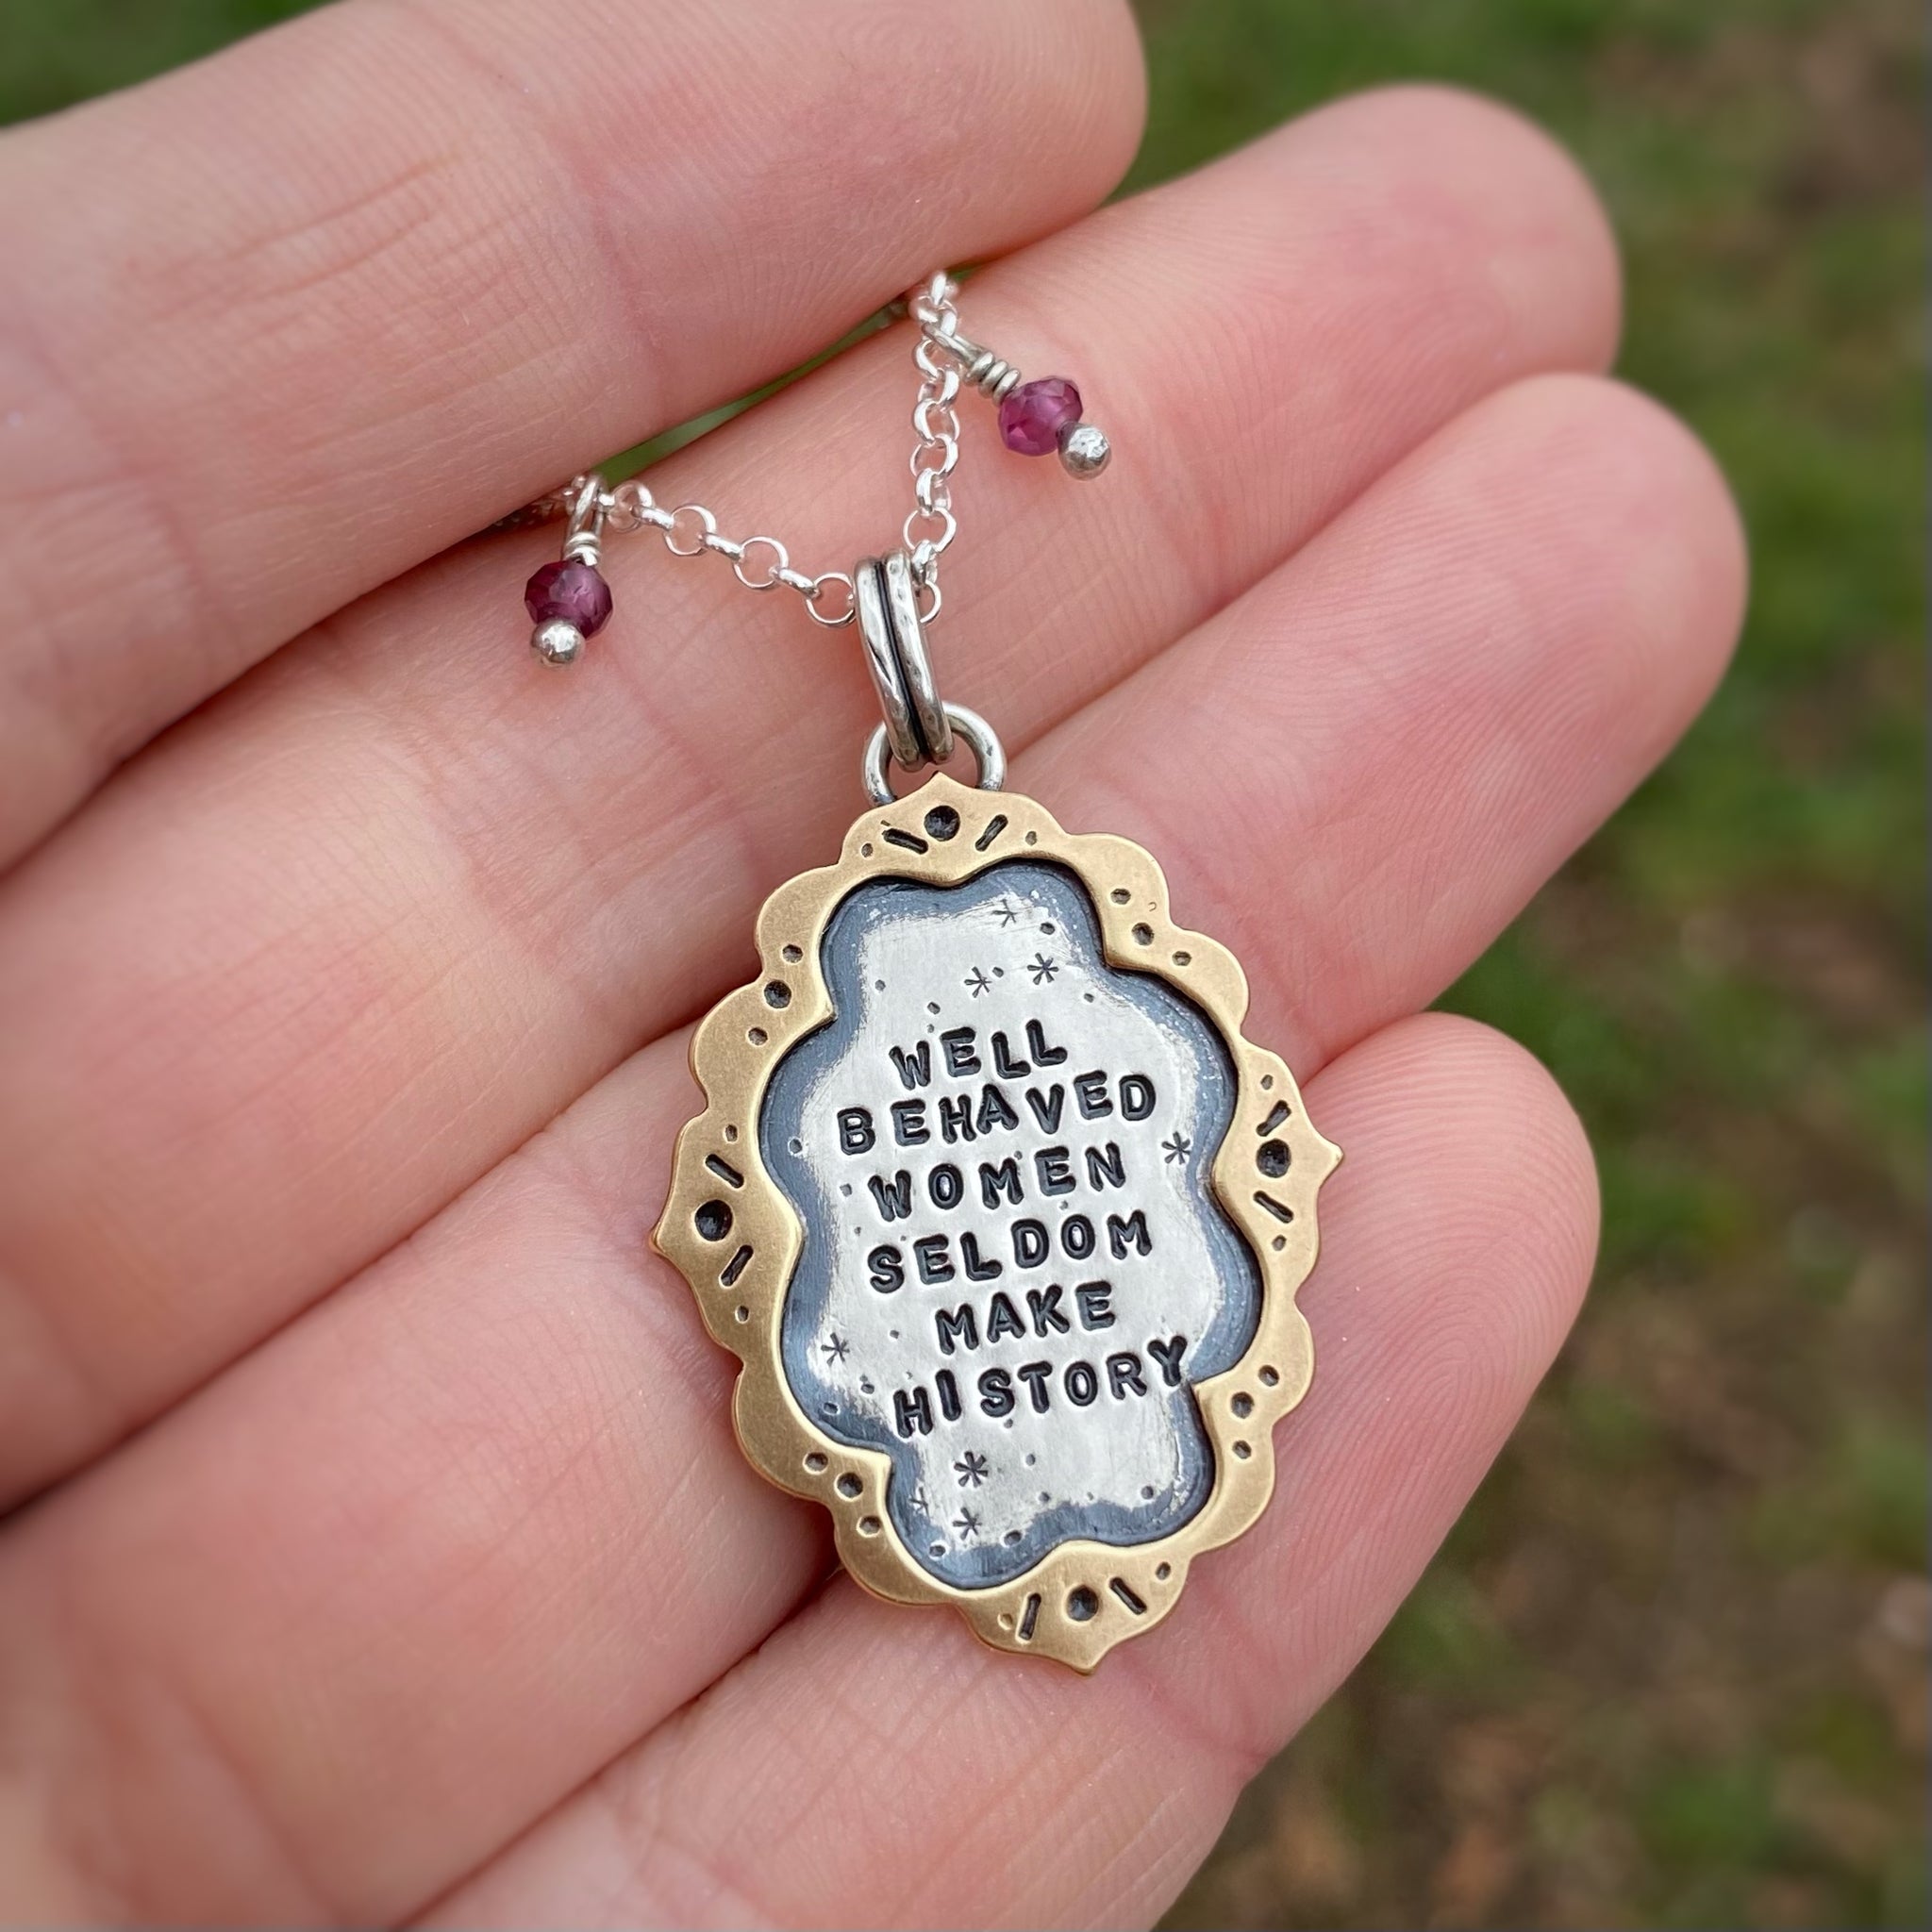 WELL
BEHAVED
WOMEN
SELDOM
MAKE
HISTORY